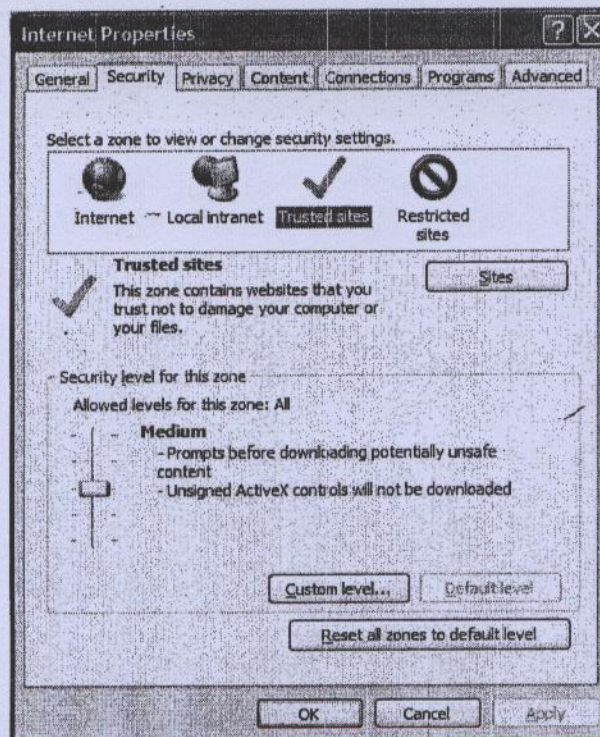 Internet Properties
General Security Privacy Content Connections Programs Advanced
Select a zone to view or change security settings.
Internet Local intranet Trusted sites Restricted sites
Trusted sites
Sites
This zone contains websites that you
trust not to damage your computer or
your files.
Security level for this zone
Allowed levels for this zone: All
Medium
- Prompts before downloading potentially unsafe
content
- Unsigned ActiveX controls will not be downloaded
Custom level... Default level
Reset all zones to default level
OK Cancel Apply